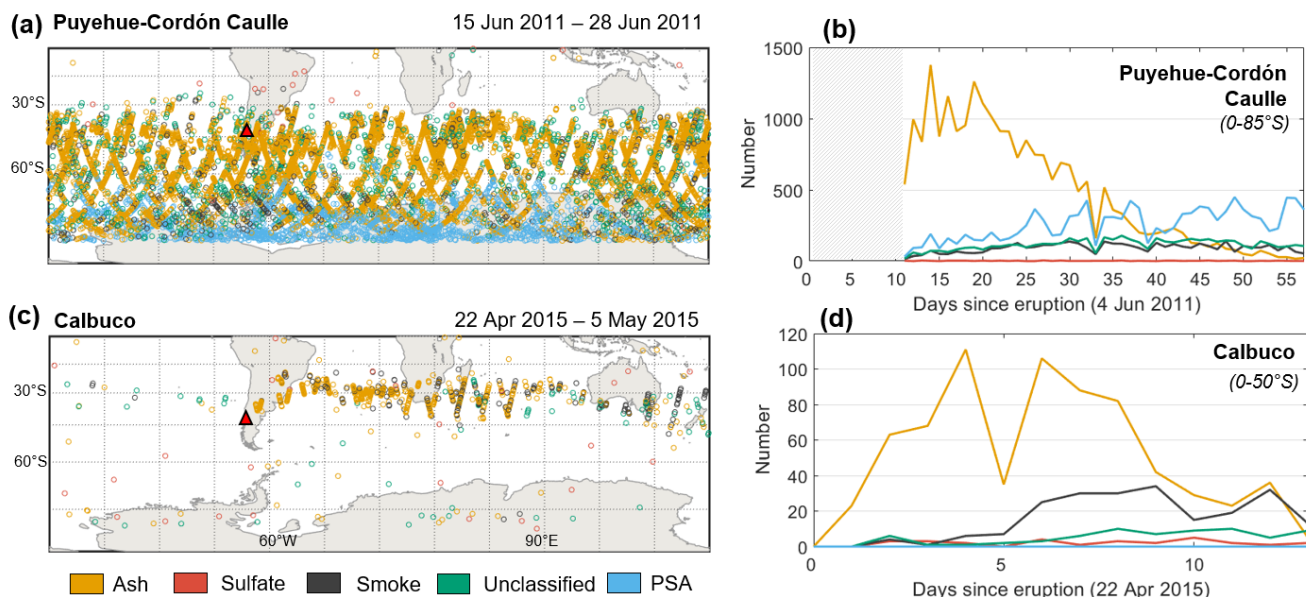 (a) Puyehue-Cordón Caulle 15 Jun 2011 – 28 Jun 2011
30°S
60°S
(b)
1500
1000
500
0
Number
Puyehue-Cordón
Caulle
(0-85°S)
0 5 10 15 20 25 30 35 40 45 50 55
Days since eruption (4 Jun 2011)
(c) Calbuco 22 Apr 2015 – 5 May 2015
30°S
60°S
60°W 90°E
(d)
120
100
80
60
40
20
0
Number
Calbuco
(0-50°S)
0 5 10
Days since eruption (22 Apr 2015)
Ash Sulfate Smoke Unclassified PSA